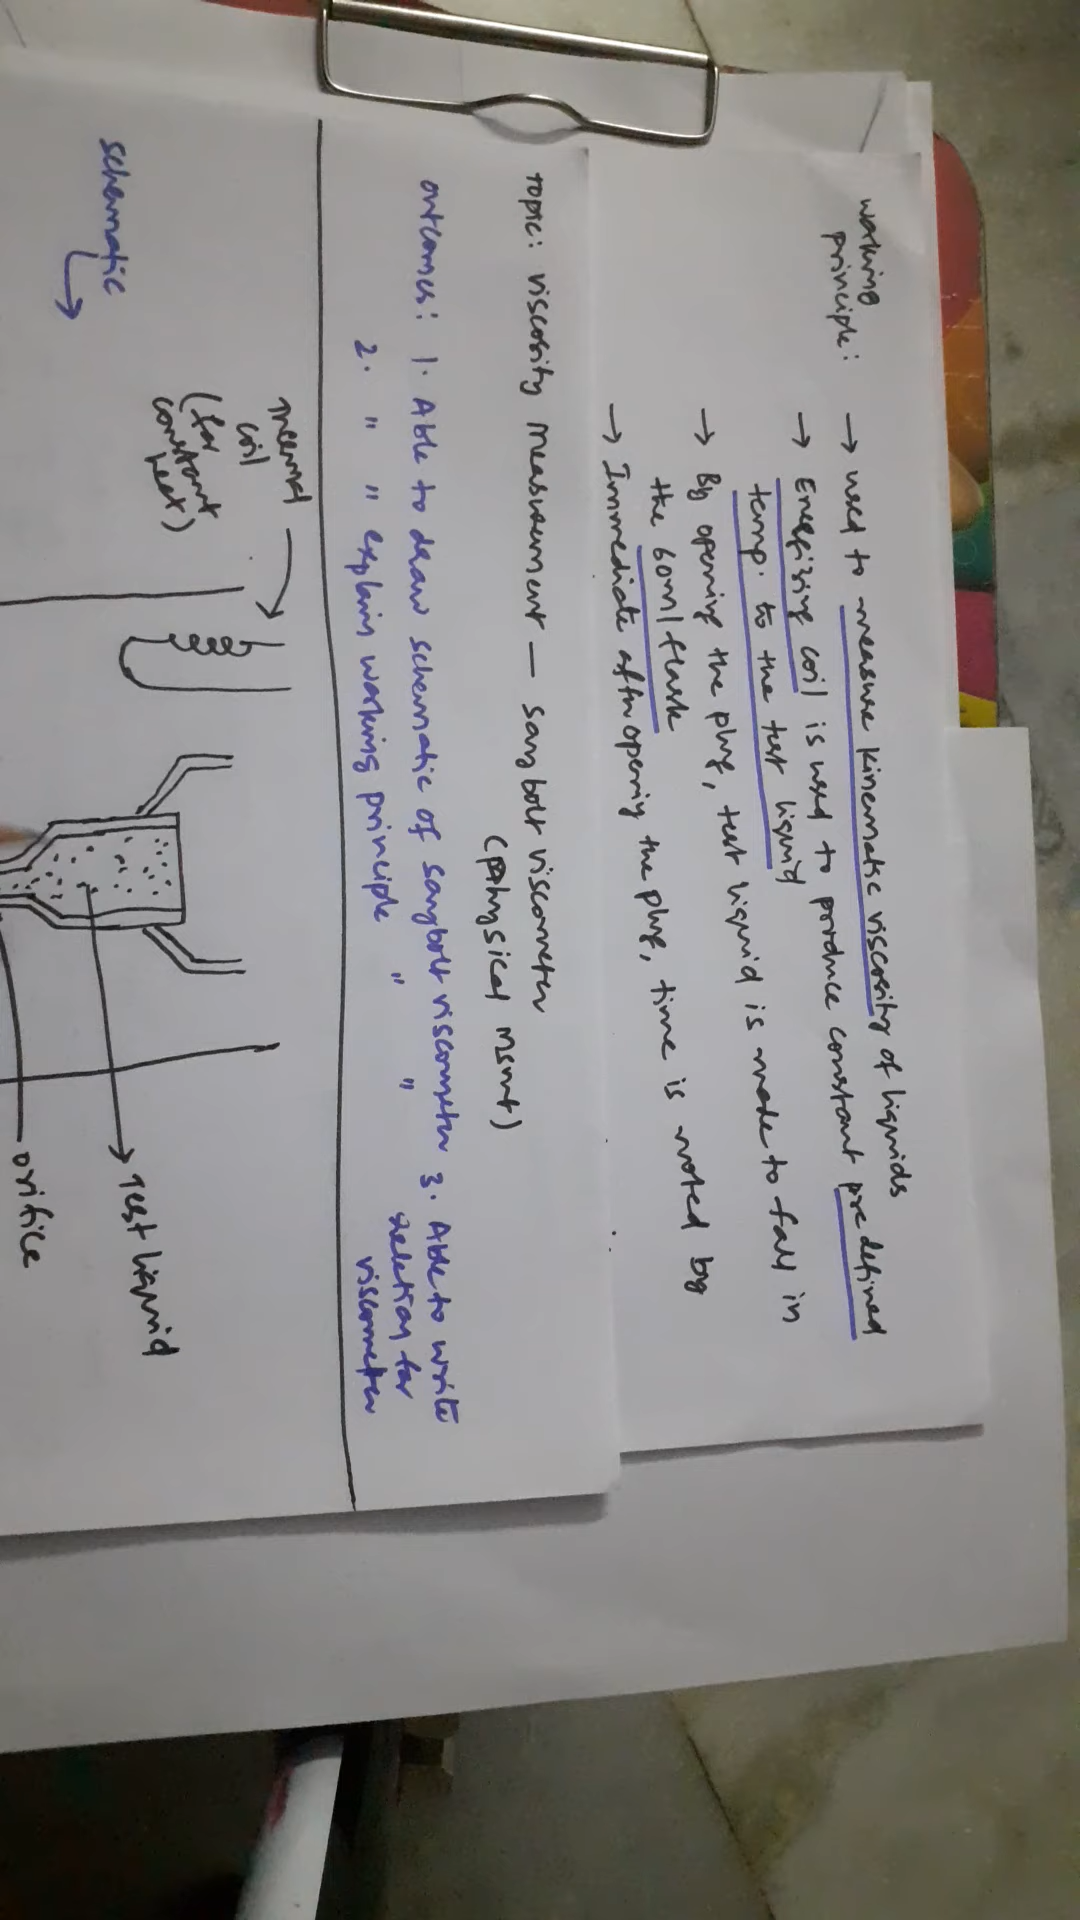 working principle: → used to measure kinematic viscosity of liquids
→ Energizing coil is used to produce constant predefined
temp. to the test liquid
→ By opening the plug, test liquid is made to fall in
the 60ml flask
→ Immediate after opening the plug, time is noted by
Topic: viscosity measurement - saybolt viscometer
(physical msmt)
outcomes: 1. Able to draw schematic of saybolt viscometer 3. Able to write
2. " " explain working principle " " skeleton for
viscometer
schematic
Thermal
coil
(for
constant
heat)
Test liquid
orifice